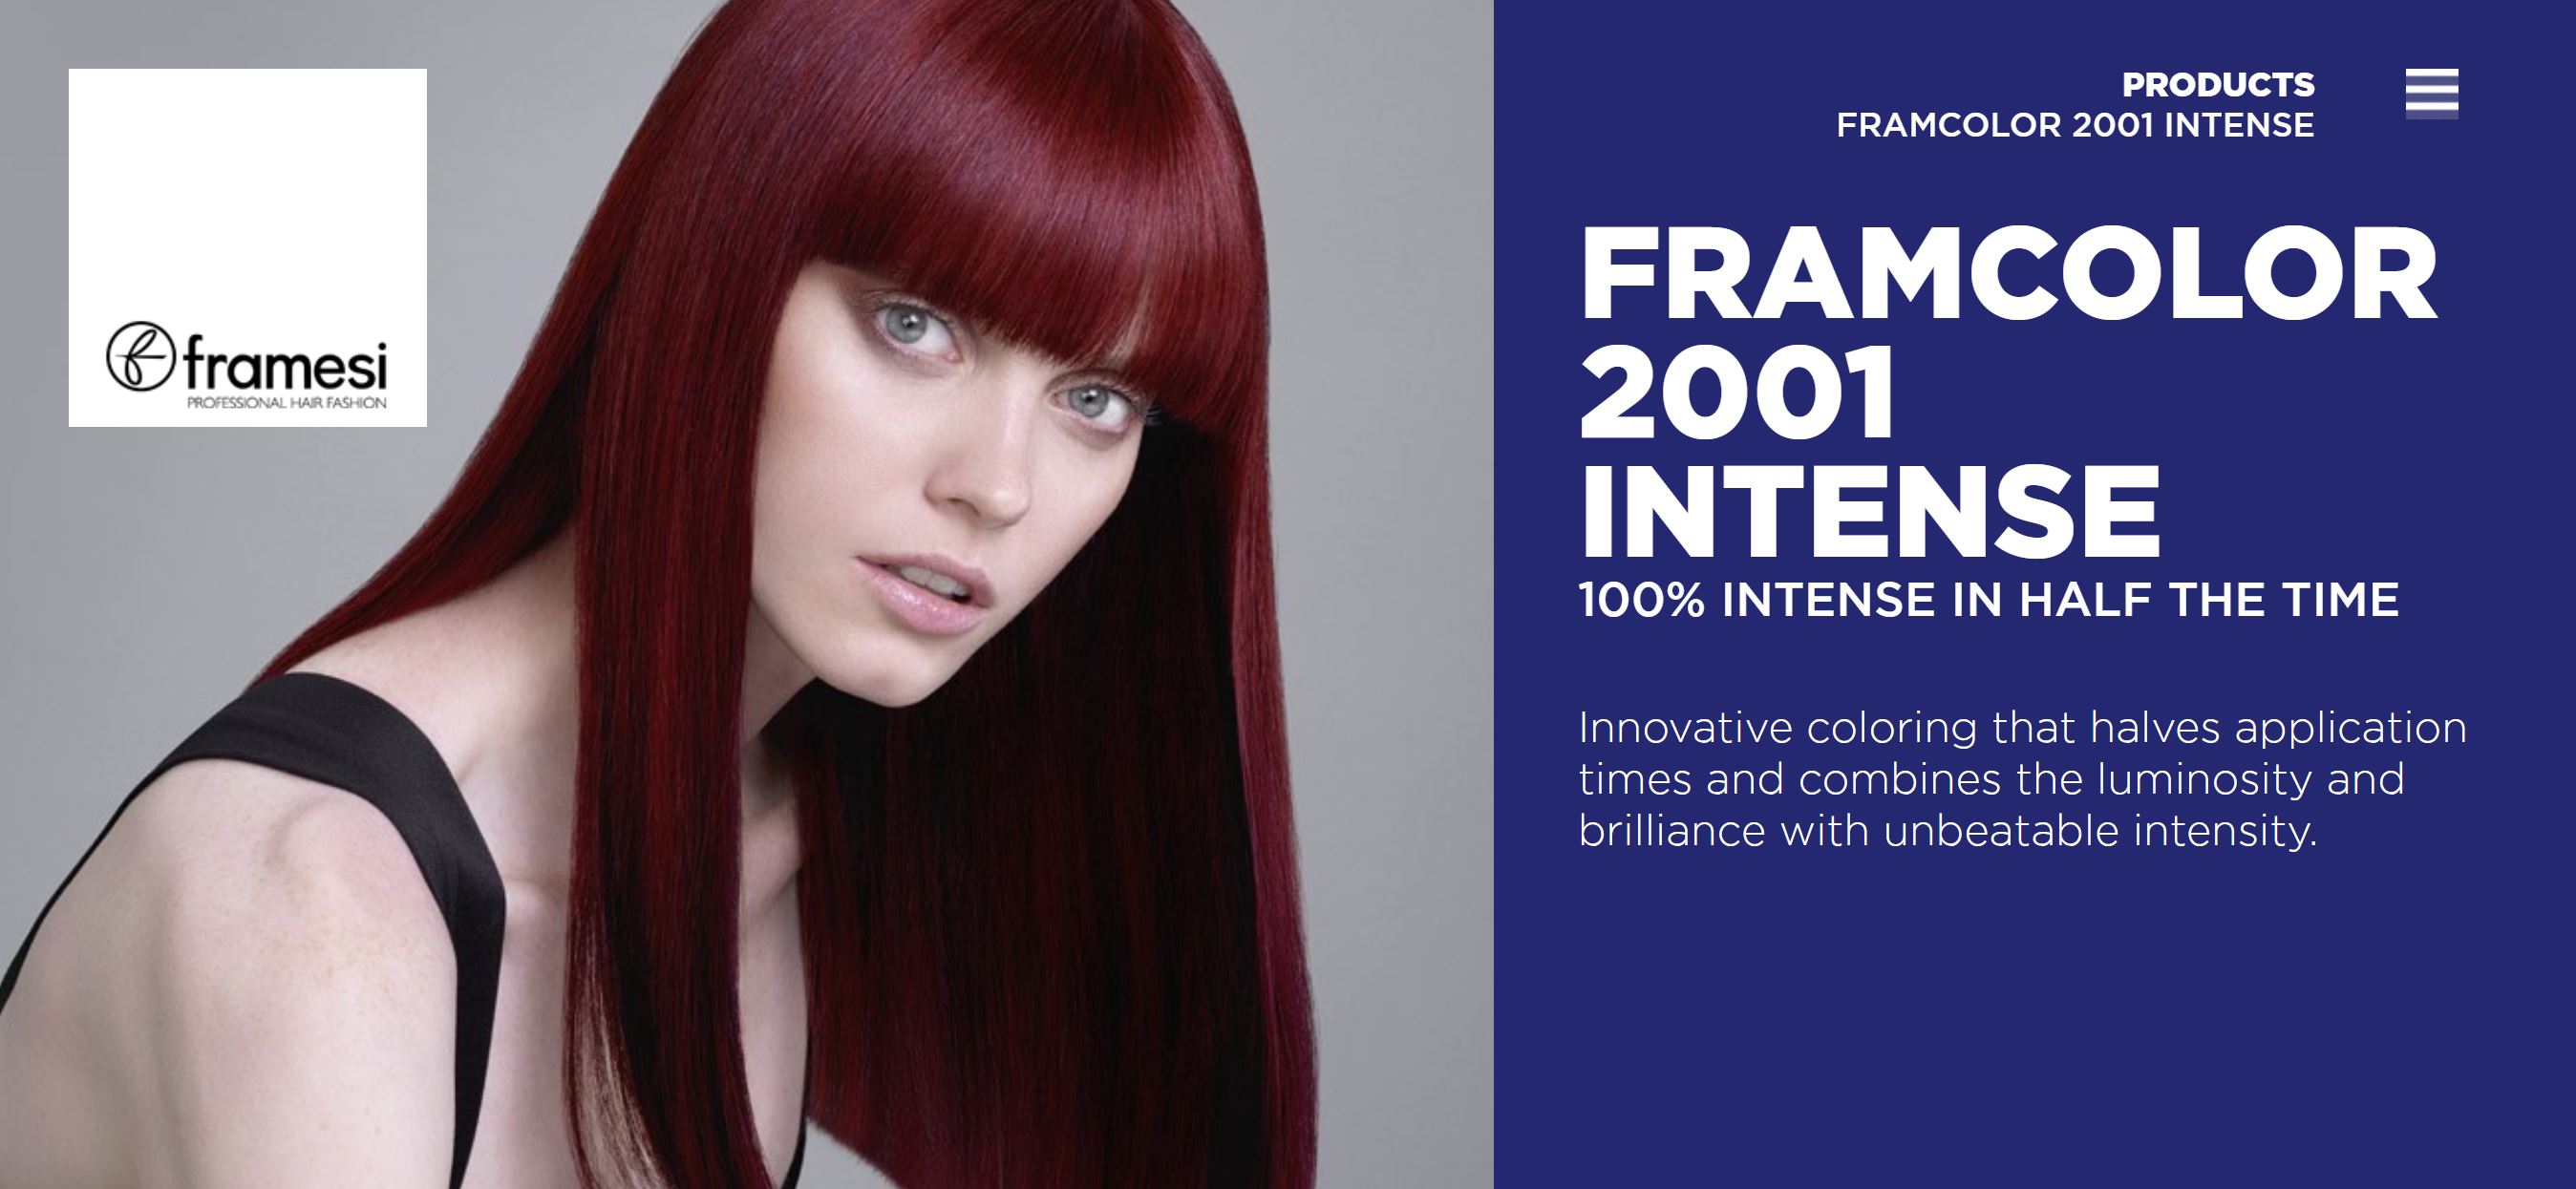 framesi
PROFESSIONAL HAIR FASHION
PRODUCTS
FRAMCOLOR 2001 INTENSE
FRAMCOLOR
2001
INTENSE
100% INTENSE IN HALF THE TIME
Innovative coloring that halves application
times and combines the luminosity and
brilliance with unbeatable intensity.